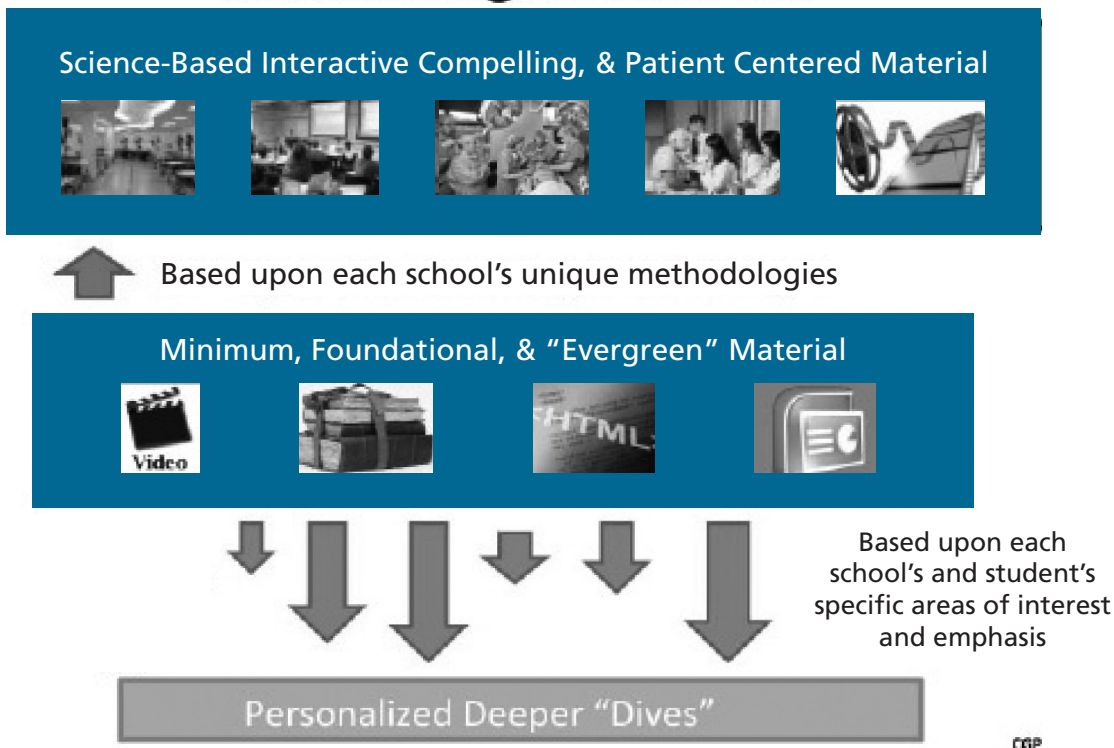 Science-Based Interactive Compelling, & Patient Centered Material
Based upon each school’s unique methodologies
Minimum, Foundational, & “Evergreen” Material
Video
HTML
Based upon each
school’s and student’s
specific areas of interest
and emphasis
Personalized Deeper “Dives”